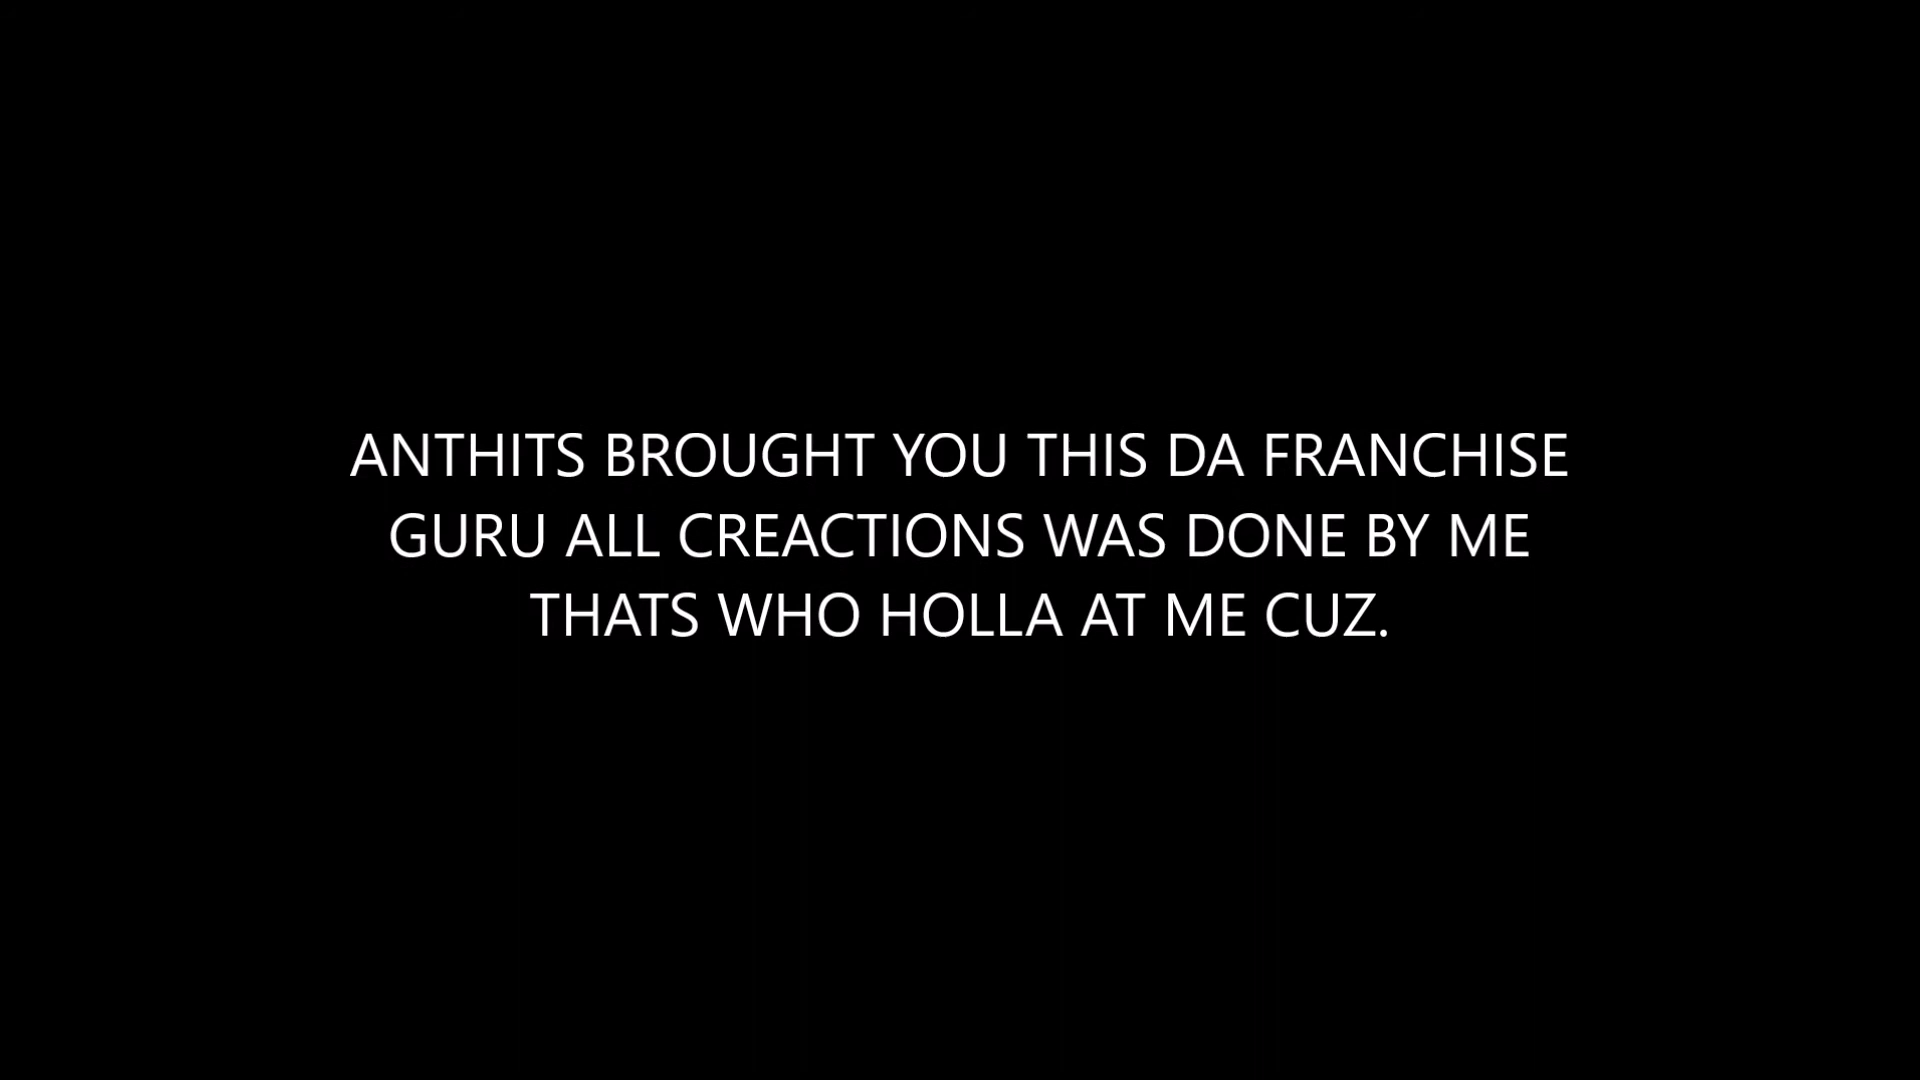 ANTHITS BROUGHT YOU THIS DA FRANCHISE
GURU ALL CREACTIONS WAS DONE BY ME
THATS WHO HOLLA AT ME CUZ.